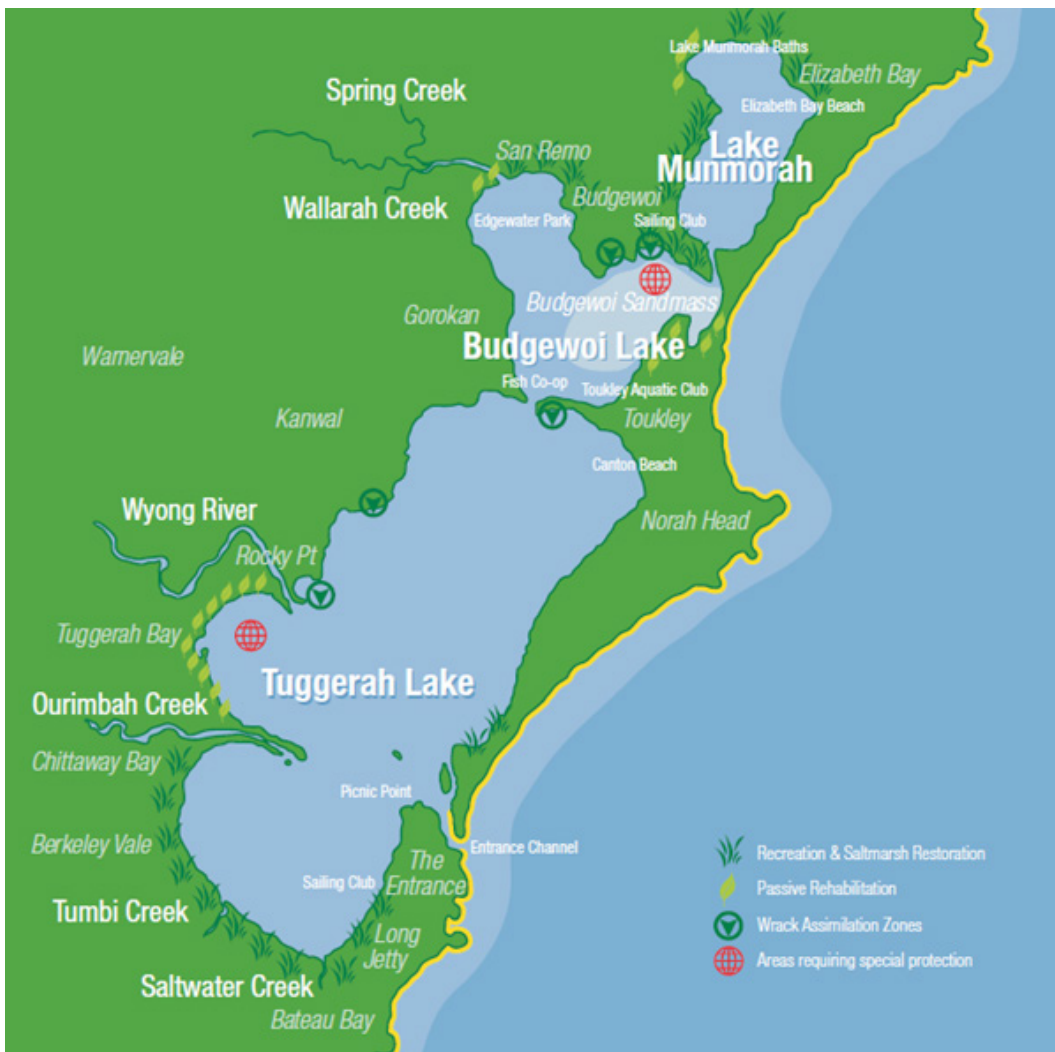 Lake Munmorah Baths
Elizabeth Bay
Spring Creek
Elizabeth Bay Beach
San Remo
Lake
Munmorah
Budgewoi
Wallarah Creek
Edgewater Park
Sailing Club
Budgewoi Sandmass
Gorokan
Budgewoi Lake
Warnervale
Fish Co-op
Toukley Aquatic Club
Kanwal
Toukley
Canton Beach
Wyong River
Norah Head
Rocky Pt
Tuggerah Bay
Tuggerah Lake
Ourimbah Creek
Chittaway Bay
Picnic Point
Berkeley Vale
Entrance Channel
The
Entrance
Sailing Club
Tumbi Creek
Long
Jetty
Saltwater Creek
Bateau Bay
Recreation & Saltmarsh Restoration
Passive Rehabilitation
Wrack Assimilation Zones
Areas requiring special protection